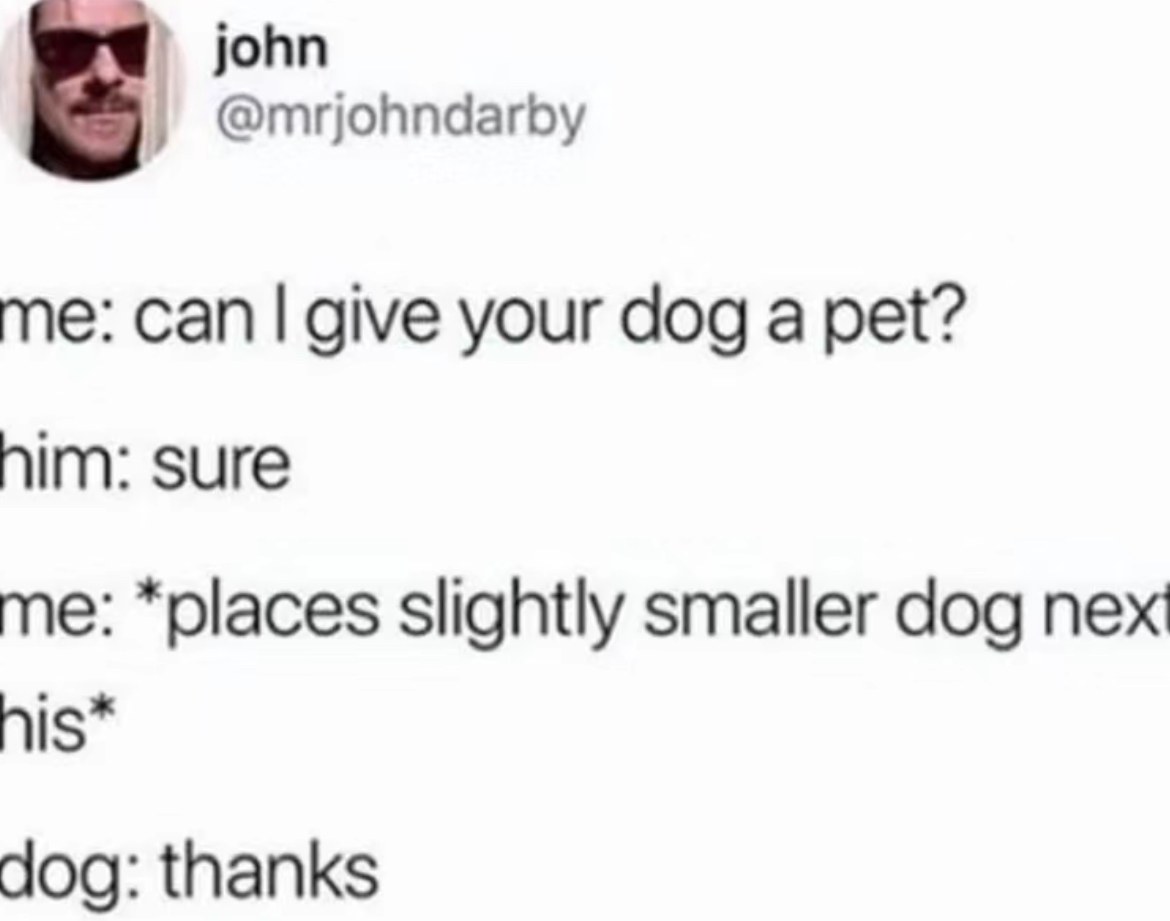 john
@mrjohndarby
me: can I give your dog a pet?
him: sure
me: *places slightly smaller dog next
his*
dog: thanks